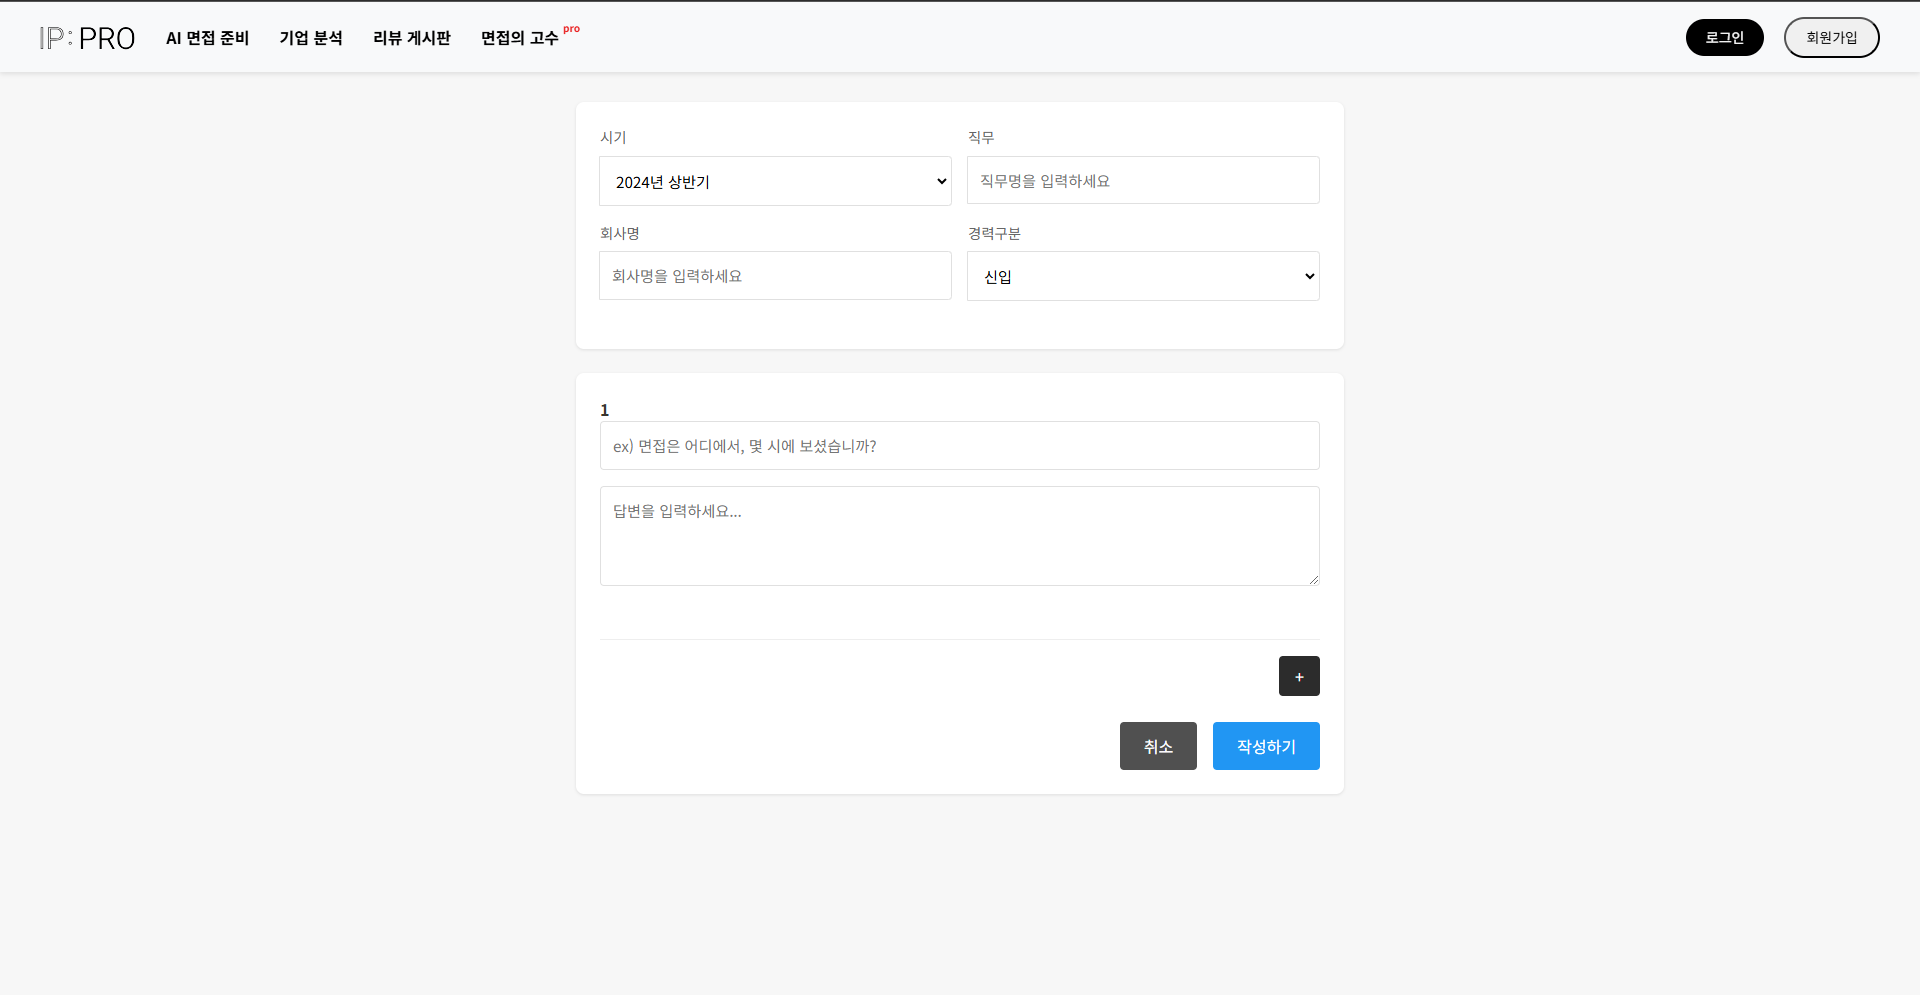 IP:PRO AI 면접 준비 기업 분석 리뷰 게시판 면접의 고수 pro 로그인 회원가입
시기 직무
2024년 상반기 직무명을 입력하세요
회사명 경력구분
회사명을 입력하세요 신입
1
ex) 면접은 어디에서, 몇 시에 보셨습니까?
답변을 입력하세요...
+
취소 작성하기